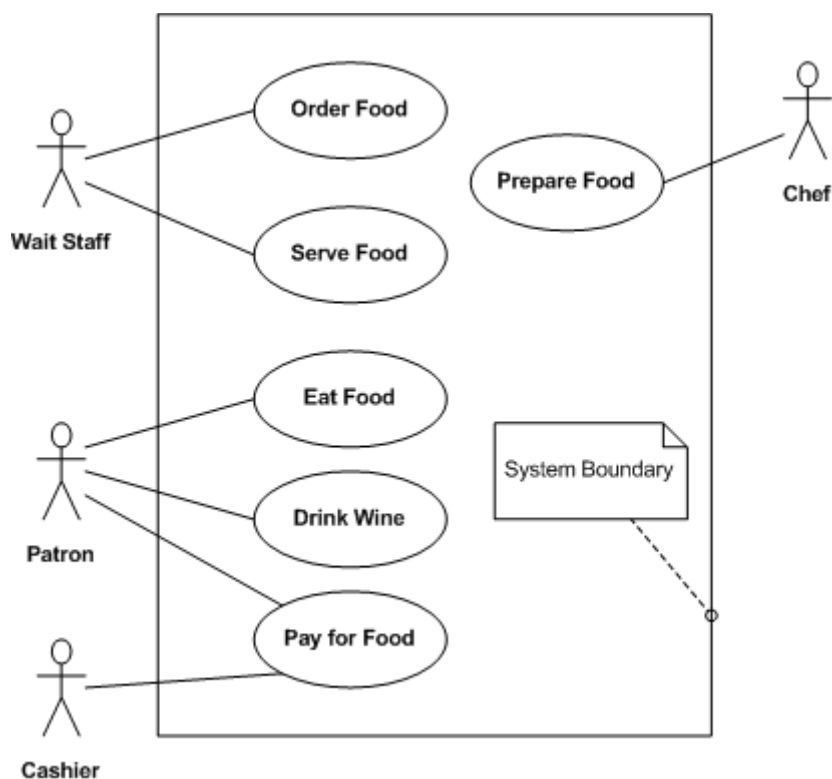 Order Food
Prepare Food
Chef
Wait Staff
Serve Food
Eat Food
System Boundary
Drink Wine
Patron
Pay for Food
Cashier